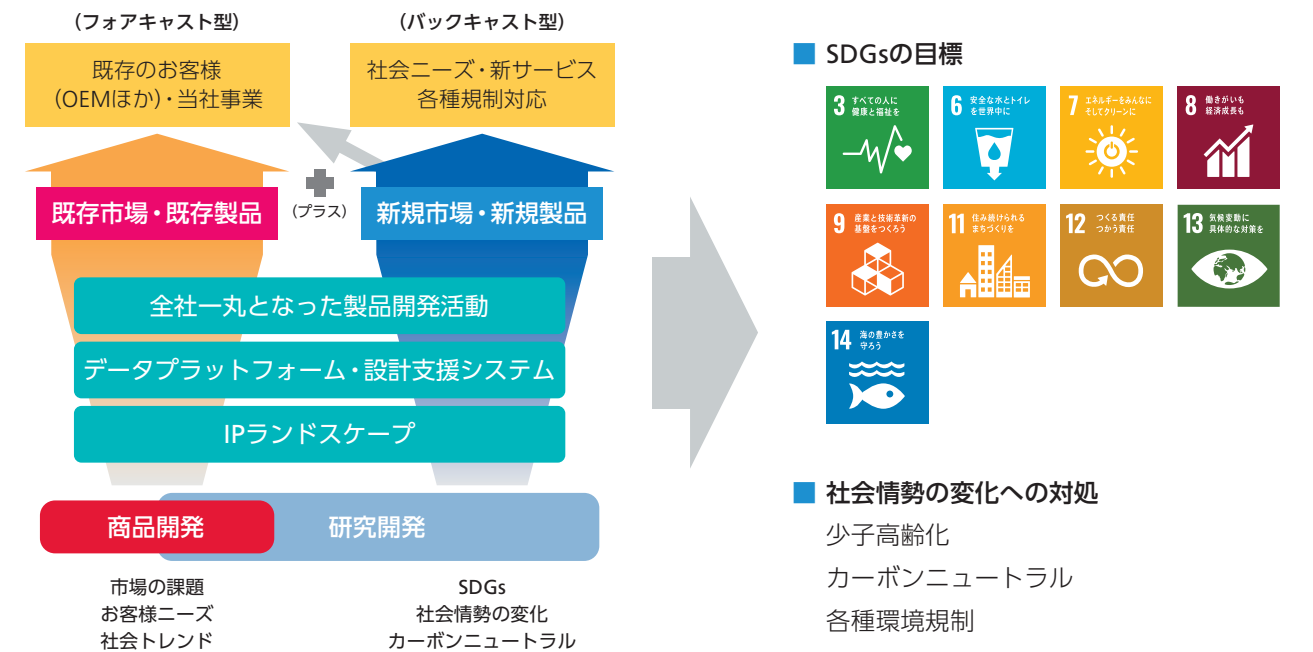 （フォアキャスト型）
既存のお客様
（OEMほか）・当社事業
（バックキャスト型）
社会ニーズ・新サービス
各種規制対応
既存市場・既存製品
（プラス）
新規市場・新規製品
全社一丸となった製品開発活動
データプラットフォーム・設計支援システム
IPランドスケープ
商品開発
研究開発
市場の課題
お客様ニーズ
社会トレンド
SDGs
社会情勢の変化
カーボンニュートラル
■ SDGsの目標
3 すべての人に
健康と福祉を
6 安全な水とトイレ
を世界中に
7 エネルギーをみんなに
そしてクリーンに
8 働きがいも
経済成長も
9 産業と技術革新の
基盤をつくろう
11 住み続けられる
まちづくりを
12 つくる責任
つかう責任
13 気候変動に
具体的な対策を
14 海の豊かさを
守ろう
■ 社会情勢の変化への対処
少子高齢化
カーボンニュートラル
各種環境規制